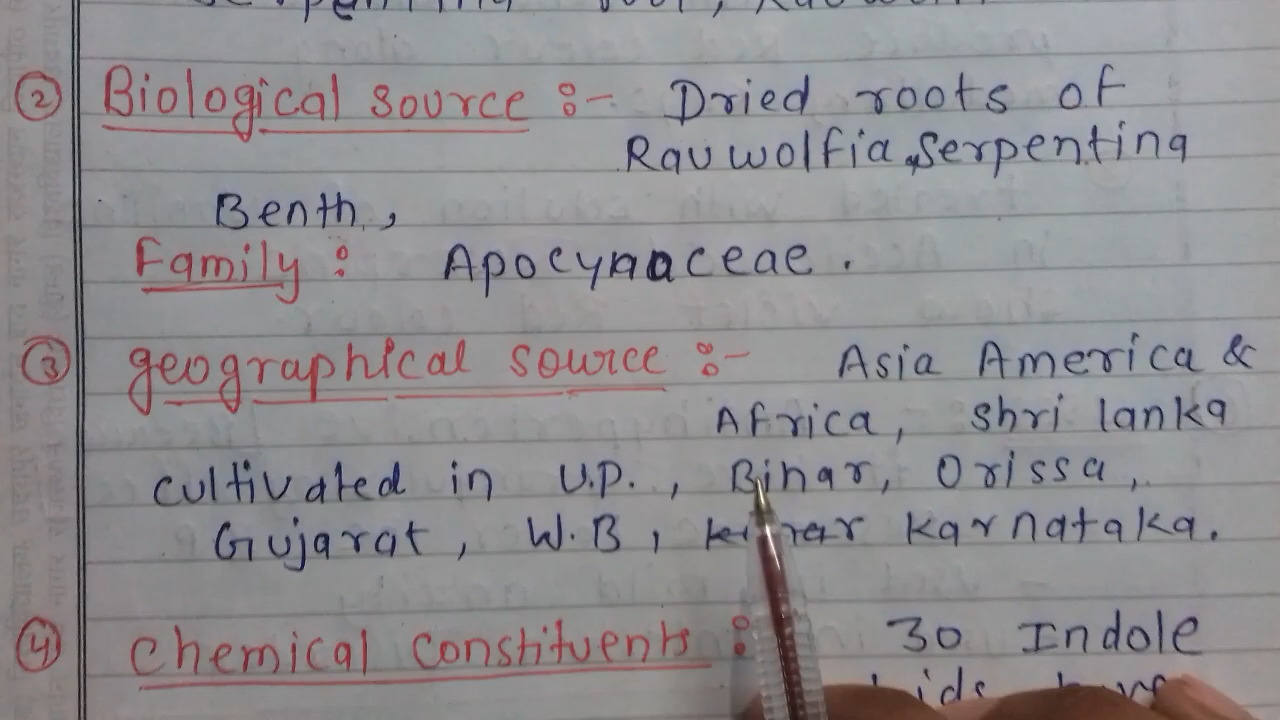 ② Biological source :- Dried roots of
Rauwolfia Serpentina
Benth,
Family : Apocynaceae.
③ geographical source :- Asia America &
Africa, Shri lanka
cultivated in U.P., Bihar, Orissa,
Gujarat, W.B, Karnataka.
④ Chemical constituents : 30 Indole